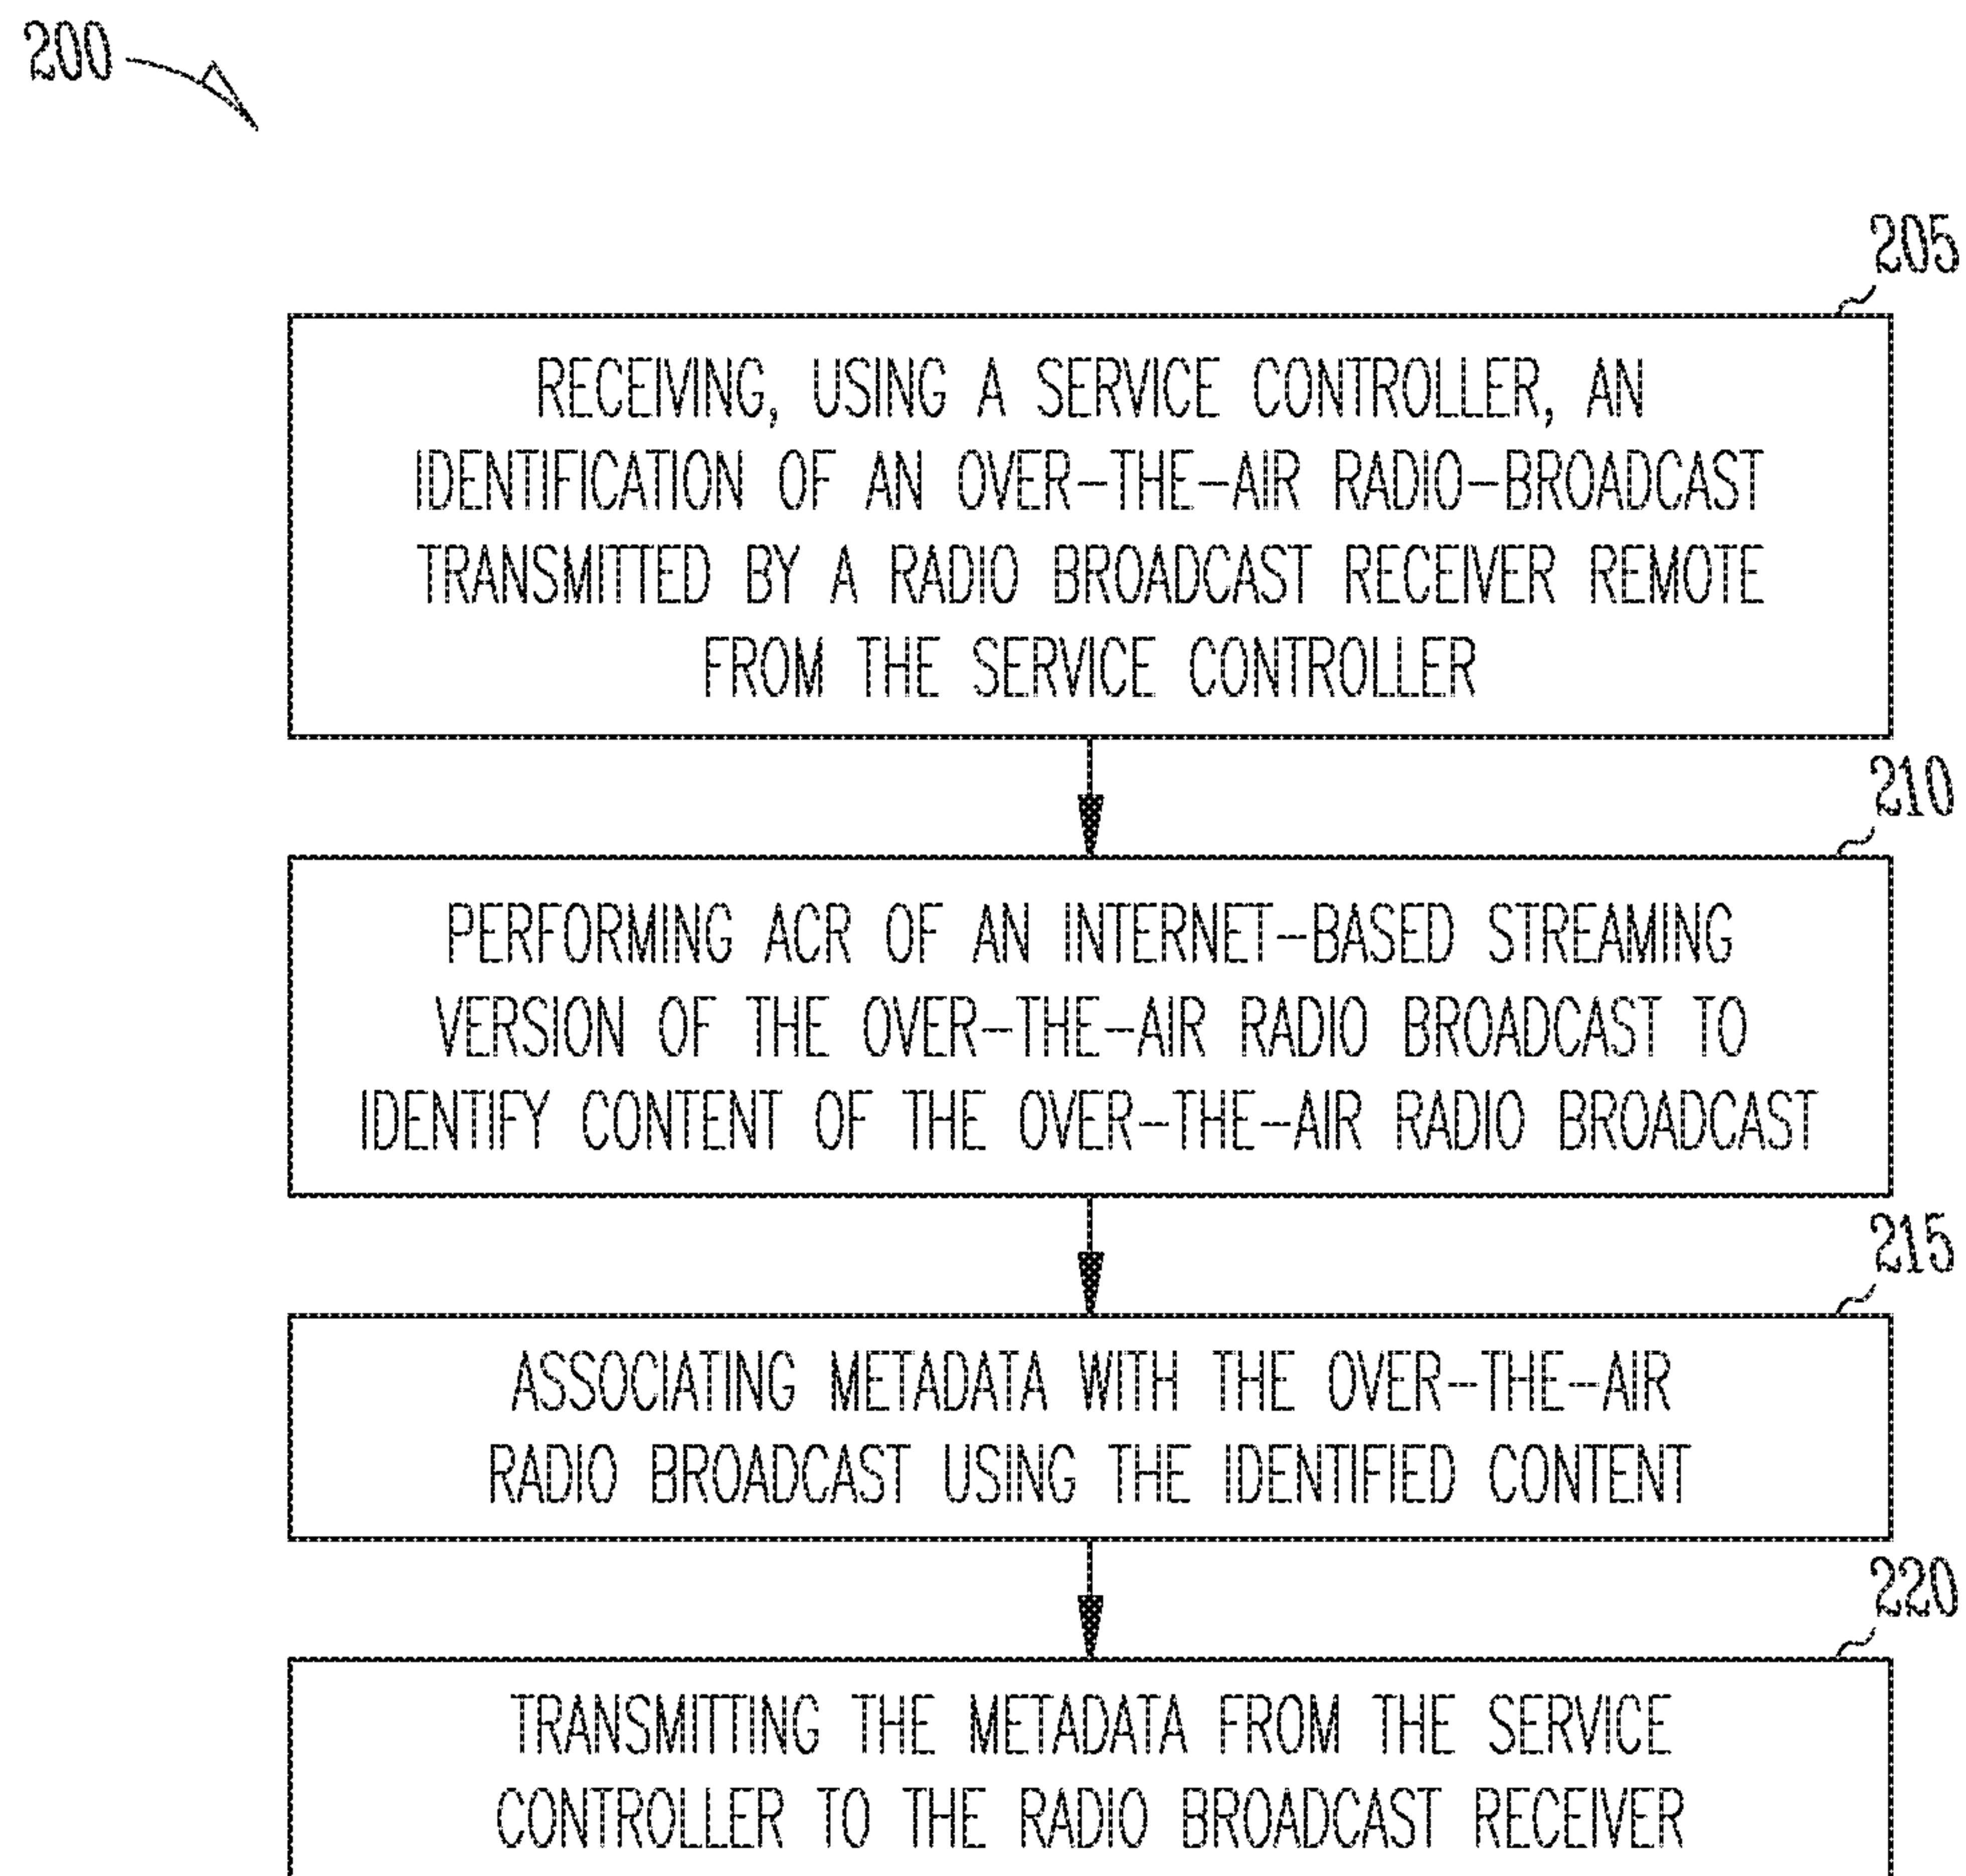 200
205
RECEIVING, USING A SERVICE CONTROLLER, AN
IDENTIFICATION OF AN OVER-THE-AIR RADIO-BROADCAST
TRANSMITTED BY A RADIO BROADCAST RECEIVER REMOTE
FROM THE SERVICE CONTROLLER
210
PERFORMING ACR OF AN INTERNET-BASED STREAMING
VERSION OF THE OVER-THE-AIR RADIO BROADCAST TO
IDENTIFY CONTENT OF THE OVER-THE-AIR RADIO BROADCAST
215
ASSOCIATING METADATA WITH THE OVER-THE-AIR
RADIO BROADCAST USING THE IDENTIFIED CONTENT
220
TRANSMITTING THE METADATA FROM THE SERVICE
CONTROLLER TO THE RADIO BROADCAST RECEIVER